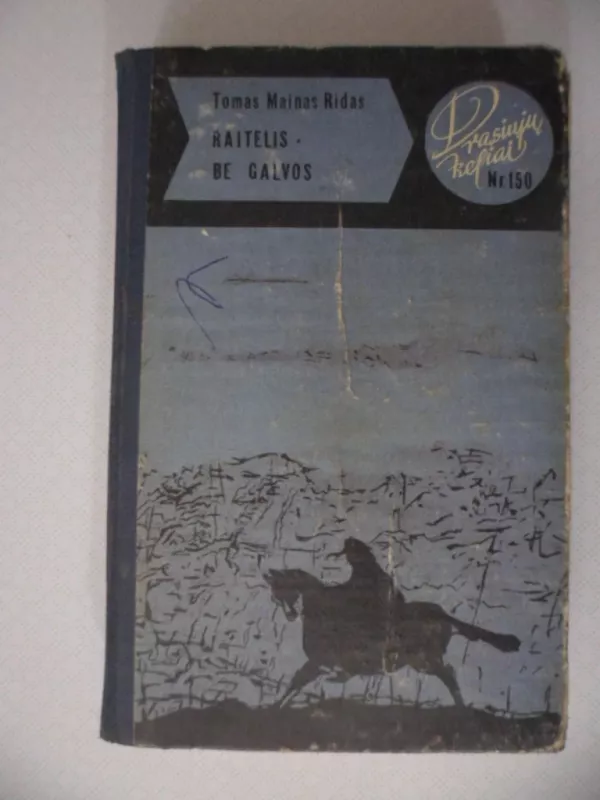 Tomas Mainas Ridas
RAITELIS
BE GALVOS
Drąsiųjų
keliai
Nr.150